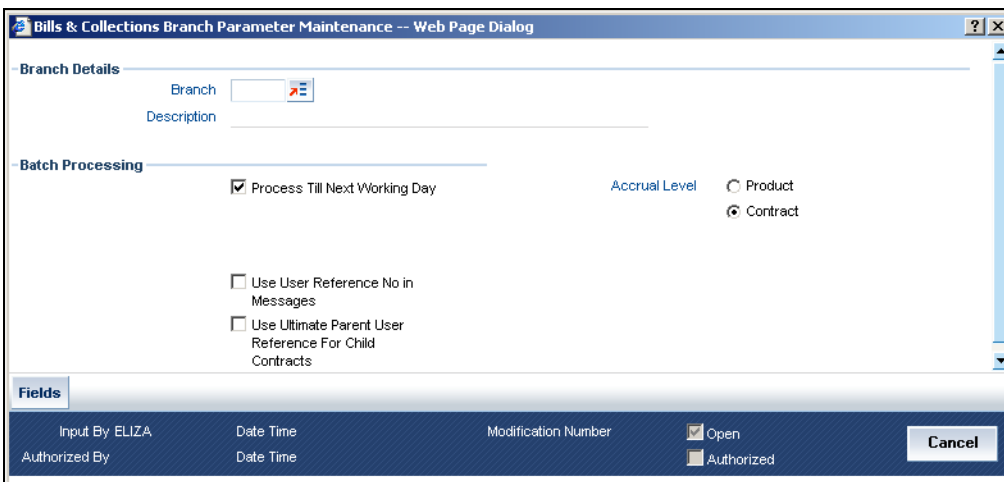 Bills & Collections Branch Parameter Maintenance -- Web Page Dialog
Branch Details
Branch
Description
Batch Processing
Process Till Next Working Day
Accrual Level
Product
Contract
Use User Reference No in
Messages
Use Ultimate Parent User
Reference For Child
Contracts
Fields
Input By ELIZA
Date Time
Modification Number
Open
Authorized By
Date Time
Authorized
Cancel